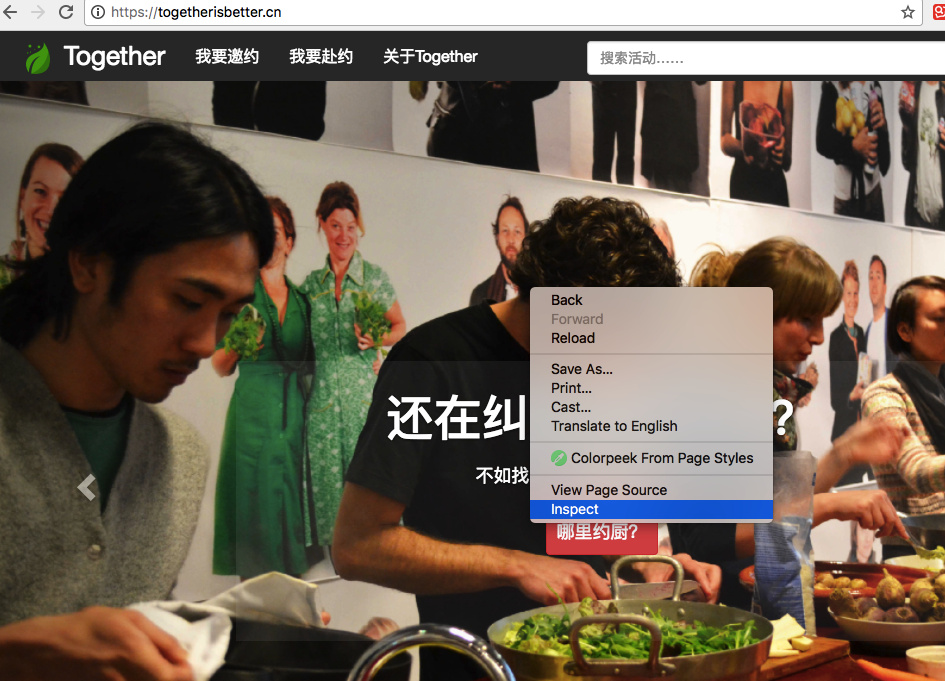 https://togetherisbetter.cn
Together 我要邀约 我要赴约 关于Together 搜索活动......
Back
Forward
Reload
Save As...
Print...
Cast...
Translate to English
还在纠 ?
Colorpeek From Page Styles
不如找
View Page Source
Inspect
哪里约厨?